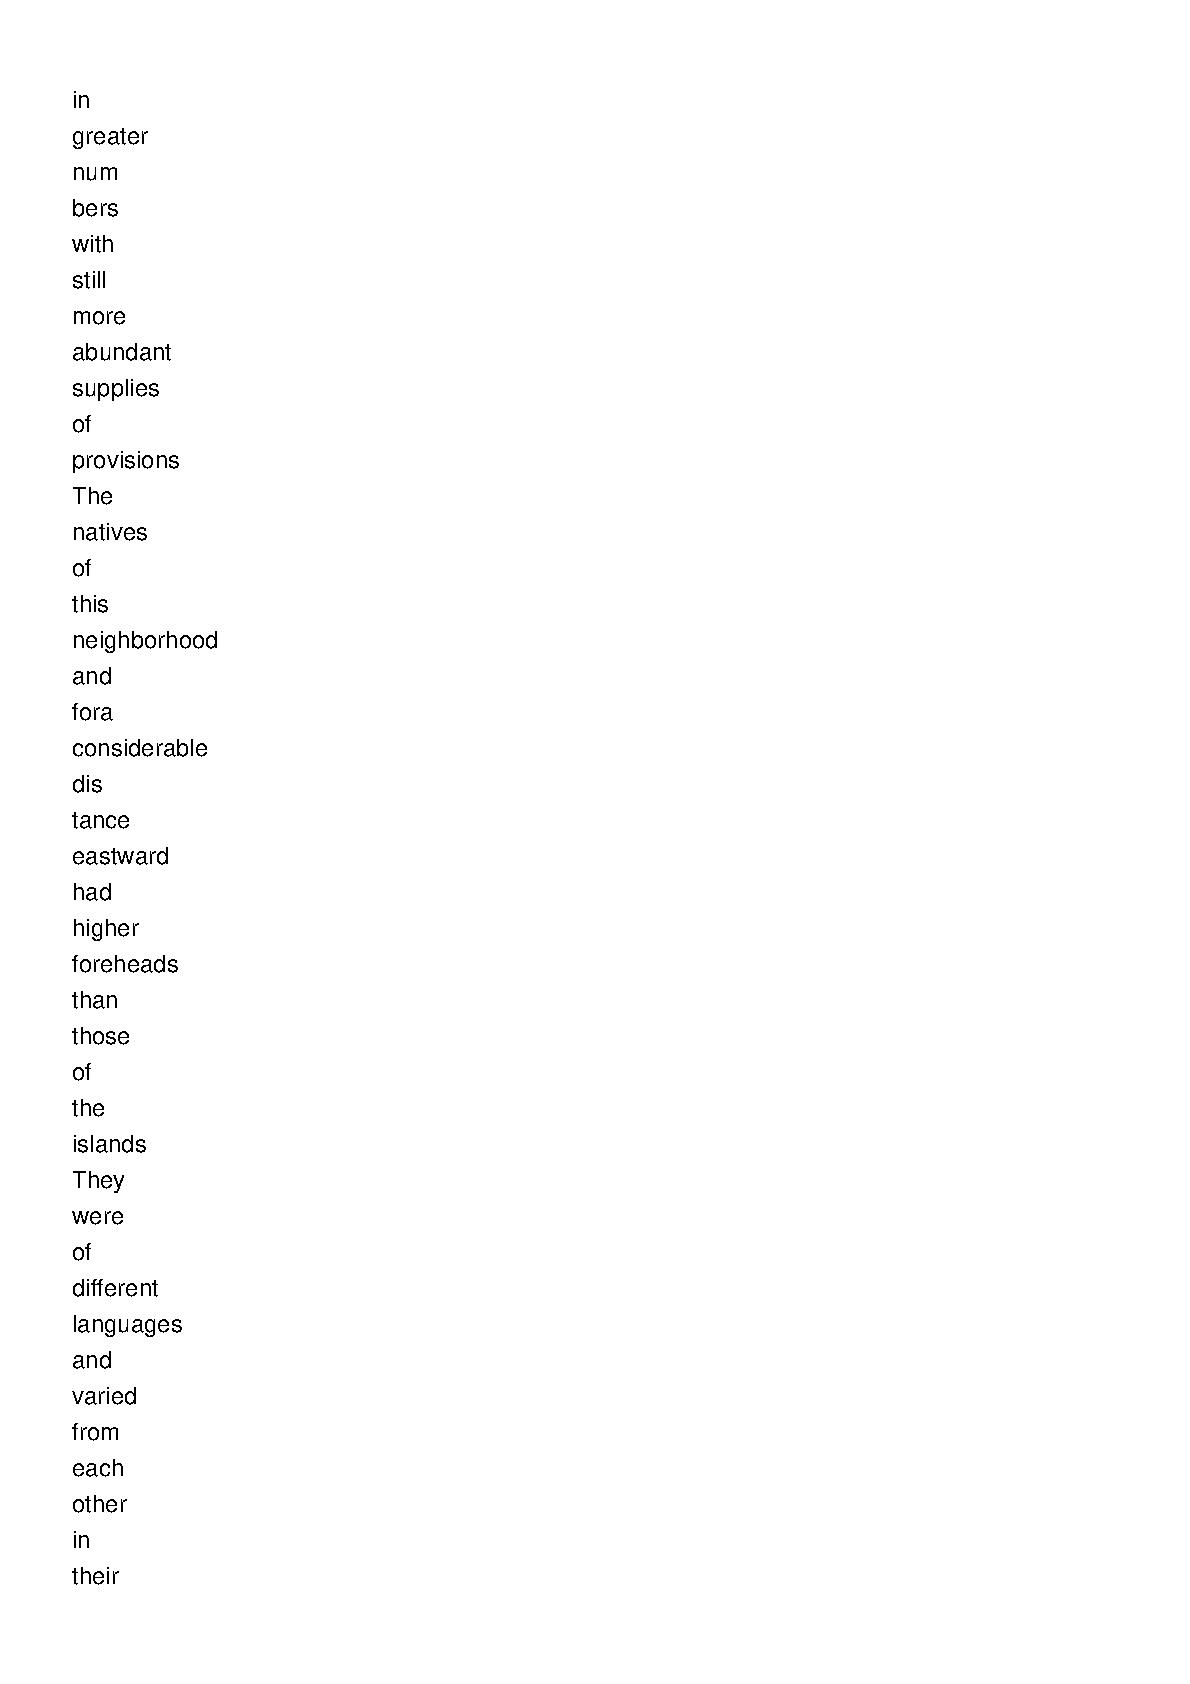 in
greater
num
bers
with
still
more
abundant
supplies
of
provisions
The
natives
of
this
neighborhood
and
fora
considerable
dis
tance
eastward
had
higher
foreheads
than
those
of
the
islands
They
were
of
different
languages
and
varied
from
each
other
in
their